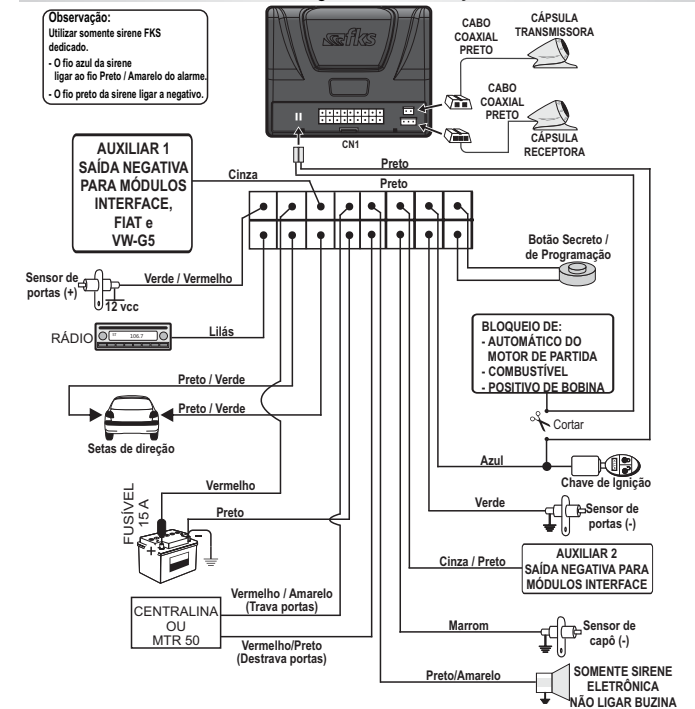 Observação:
Utilizar somente sirene FKS
dedicado.
- O fio azul da sirene
ligar ao fio Preto / Amarelo do alarme.
- O fio preto da sirene ligar a negativo.
fks
CN1
CABO
COAXIAL
PRETO
CÁPSULA
TRANSMISSORA
CABO
COAXIAL
PRETO
CÁPSULA
RECEPTORA
AUXILIAR 1
SAÍDA NEGATIVA
PARA MÓDULOS
INTERFACE,
FIAT e
VW-G5
Cinza
Preto
Preto
Botão Secreto /
de Programação
Sensor de
portas (+)
Verde / Vermelho
12 vcc
RÁDIO
106.7
Lilás
BLOQUEIO DE:
- AUTOMÁTICO DO
MOTOR DE PARTIDA
- COMBUSTÍVEL
- POSITIVO DE BOBINA
Cortar
Preto / Verde
Preto / Verde
Setas de direção
Azul
Chave de Ignição
FUSÍVEL
15 A
Vermelho
Preto
+
-
Verde
Sensor de
portas (-)
Cinza / Preto
AUXILIAR 2
SAÍDA NEGATIVA PARA
MÓDULOS INTERFACE
CENTRALINA
OU
MTR 50
Vermelho / Amarelo
(Trava portas)
Vermelho/Preto
(Destrava portas)
Marrom
Sensor de
capô (-)
Preto/Amarelo
SOMENTE SIRENE
ELETRÔNICA
NÃO LIGAR BUZINA